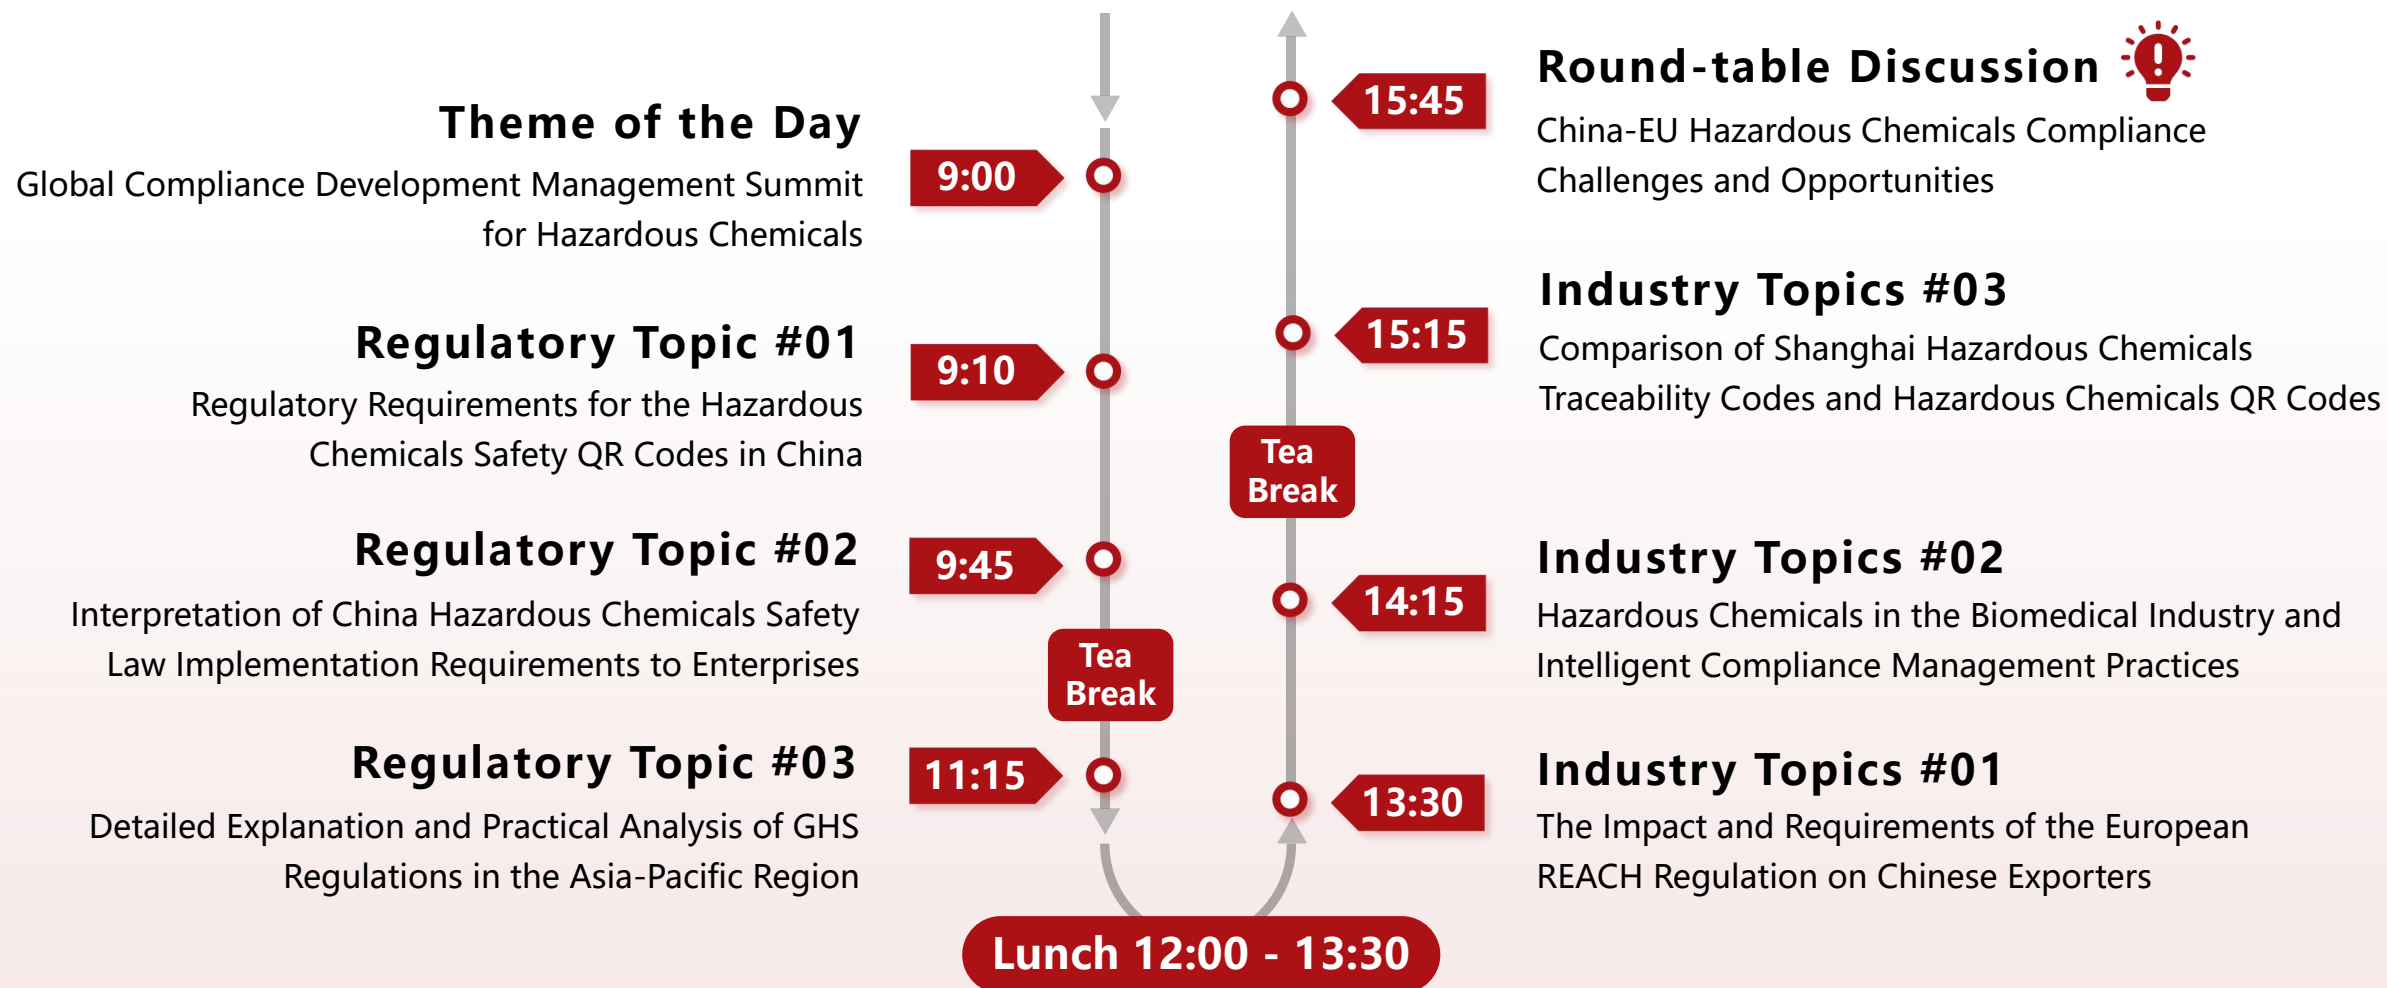 Theme of the Day
Global Compliance Development Management Summit
for Hazardous Chemicals
9:00
Regulatory Topic #01
Regulatory Requirements for the Hazardous
Chemicals Safety QR Codes in China
9:10
Regulatory Topic #02
Interpretation of China Hazardous Chemicals Safety
Law Implementation Requirements to Enterprises
9:45
Tea
Break
Regulatory Topic #03
Detailed Explanation and Practical Analysis of GHS
Regulations in the Asia-Pacific Region
11:15
Lunch 12:00 - 13:30
13:30
Industry Topics #01
The Impact and Requirements of the European
REACH Regulation on Chinese Exporters
14:15
Industry Topics #02
Hazardous Chemicals in the Biomedical Industry and
Intelligent Compliance Management Practices
Tea
Break
15:15
Industry Topics #03
Comparison of Shanghai Hazardous Chemicals
Traceability Codes and Hazardous Chemicals QR Codes
15:45
Round-table Discussion
China-EU Hazardous Chemicals Compliance
Challenges and Opportunities